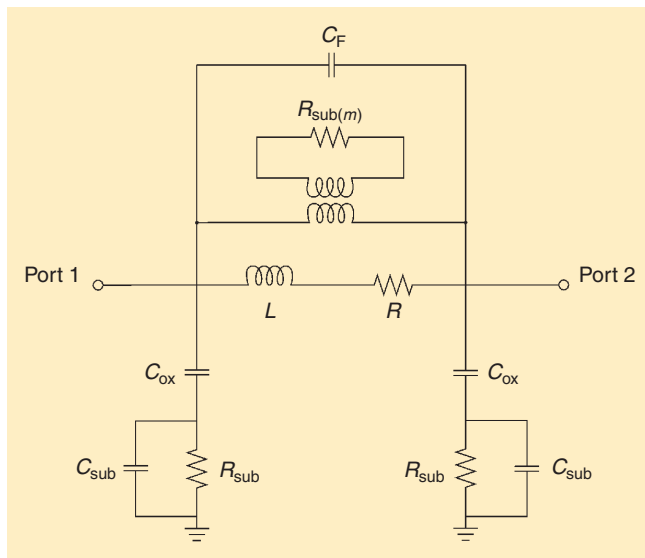 C_F
R_sub(m)
Port 1
Port 2
L
R
C_ox
C_ox
C_sub
R_sub
R_sub
C_sub